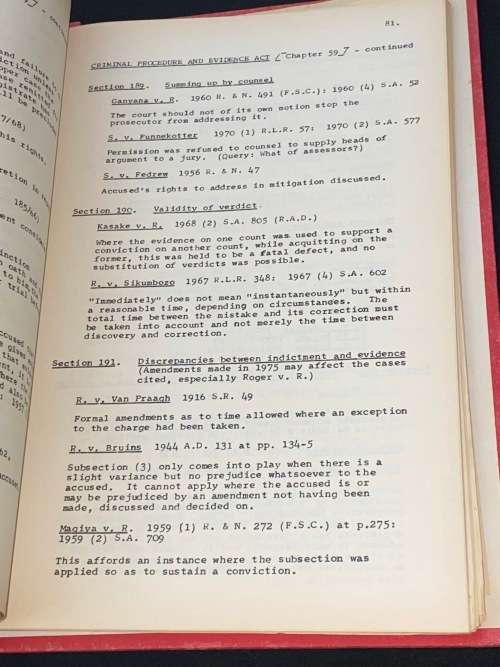 81.
CRIMINAL PROCEDURE AND EVIDENCE ACT [Chapter 59] - continued
Section 189. Summing up by counsel
Ganyana v. R. 1960 R. & N. 491 (F.S.C.): 1960 (4) S.A. 52
The court should not of its own motion stop the
prosecutor from addressing it.
S. v. Funnekotter 1970 (1) R.L.R. 57: 1970 (2) S.A. 577
Permission was refused to counsel to supply heads of
argument to a jury. (Query: What of assessors?)
S. v. Fedrew 1956 R. & N. 47
Accused's rights to address in mitigation discussed.
Section 190. Validity of verdict.
Kasake v. R. 1968 (2) S.A. 805 (R.A.D.)
Where the evidence on one count was used to support a
conviction on another count, while acquitting on the
former, this was held to be a fatal defect, and no
substitution of verdicts was possible.
R. v. Sikumbozo 1967 R.L.R. 348: 1967 (4) S.A. 602
"Immediately" does not mean "instantaneously" but within
a reasonable time, depending on circumstances. The
total time between the mistake and its correction must
be taken into account and not merely the time between
discovery and correction.
Section 191. Discrepancies between indictment and evidence
(Amendments made in 1975 may affect the cases
cited, especially Roger v. R.)
R. v. Van Praagh 1916 S.R. 49
Formal amendments as to time allowed where an exception
to the charge had been taken.
R. v. Bruins 1944 A.D. 131 at pp. 134-5
Subsection (3) only comes into play when there is a
slight variance but no prejudice whatsoever to the
accused. It cannot apply where the accused is or
may be prejudiced by an amendment not having been
made, discussed and decided on.
Magiya v. R. 1959 (1) R. & N. 272 (F.S.C.) at p.275:
1959 (2) S.A. 709
This affords an instance where the subsection was
applied so as to sustain a conviction.